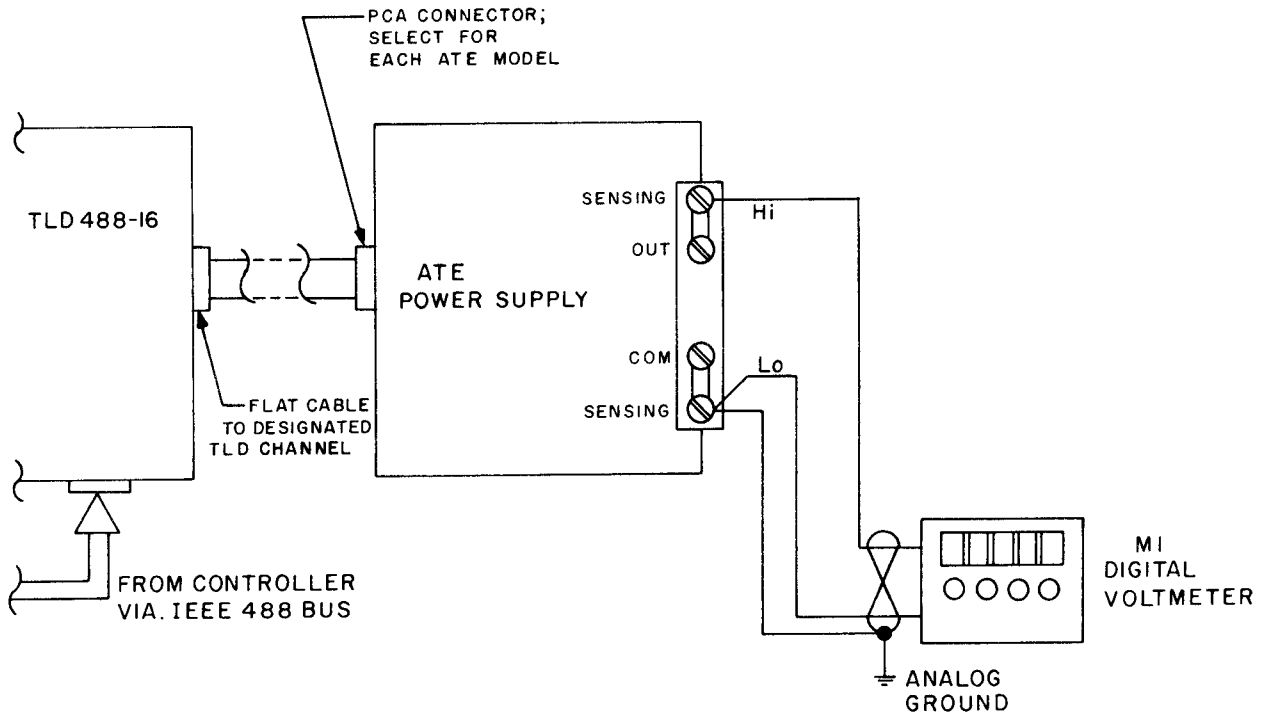 PCA CONNECTOR;
SELECT FOR
EACH ATE MODEL
TLD 488-16
SENSING
Hi
OUT
ATE
POWER SUPPLY
COM
Lo
SENSING
FLAT CABLE
TO DESIGNATED
TLD CHANNEL
FROM CONTROLLER
VIA. IEEE 488 BUS
M1
DIGITAL
VOLTMETER
ANALOG
GROUND